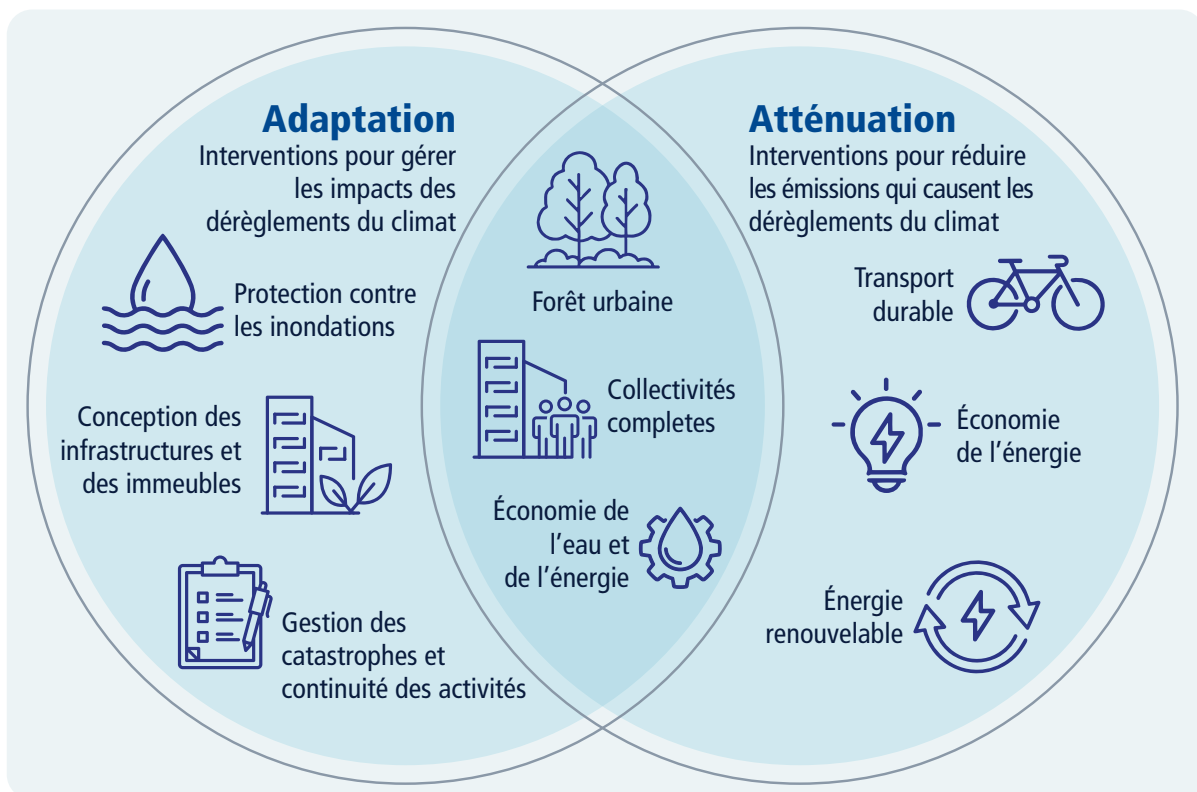 Adaptation
Interventions pour gérer
les impacts des
dérèglements du climat
Protection contre
les inondations
Conception des
infrastructures et
des immeubles
Gestion des
catastrophes et
continuité des activités
Forêt urbaine
Collectivités
completes
Économie de
l'eau et
de l'énergie
Atténuation
Interventions pour réduire
les émissions qui causent les
dérèglements du climat
Transport
durable
Économie
de l'énergie
Énergie
renouvelable